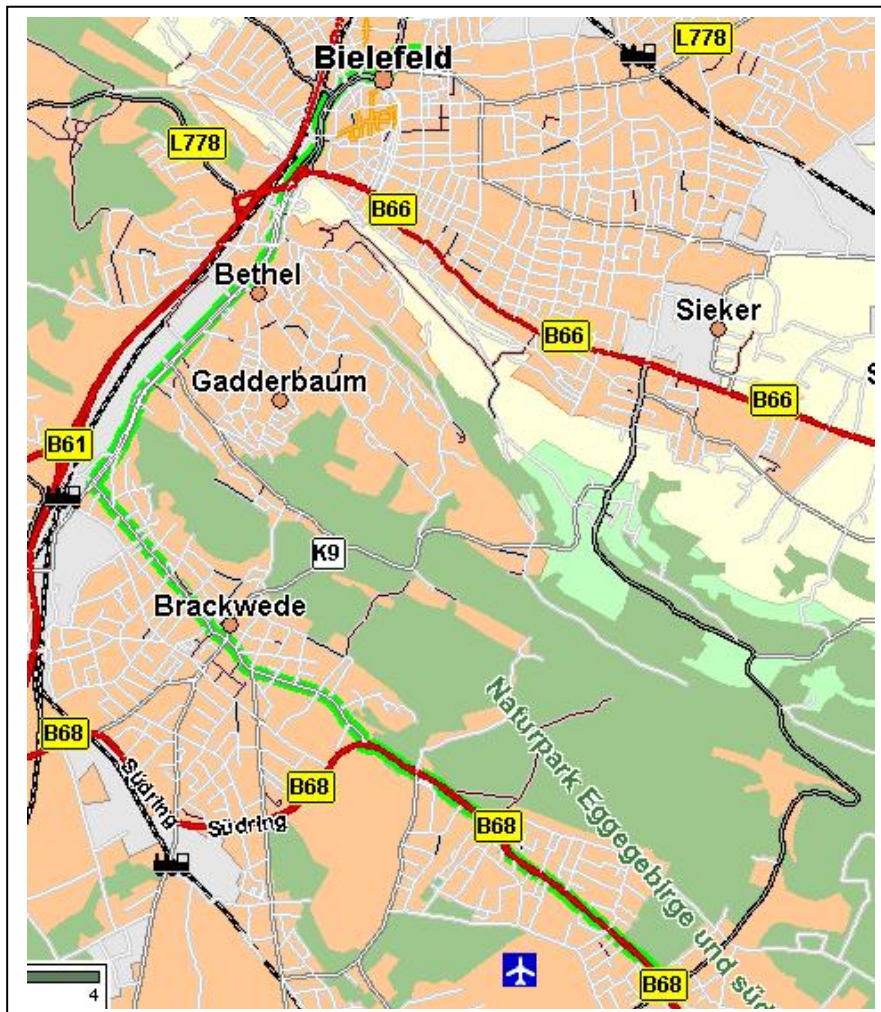 L778
Bielefeld
L778
B66
Bethel
Sieker
B66
Gadderbaum
B66
B61
K9
Brackwede
Naturpark Eggegebirge und süd
B68
Südring
B68
Südring
B68
B68
4